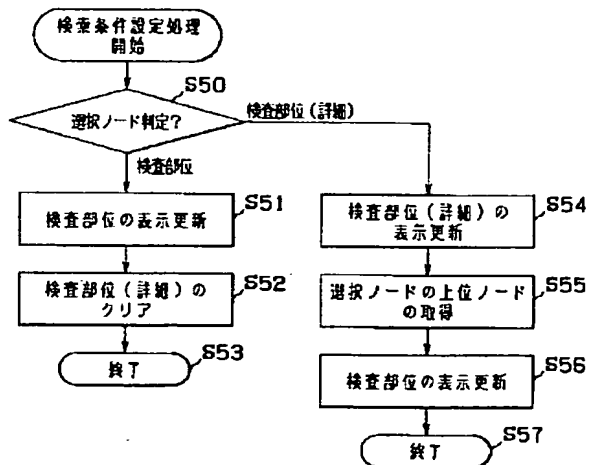 検索条件設定処理
開始
S50
選択ノード判定?
検査部位(詳細)
検査部位
検査部位の表示更新
S51
検査部位(詳細)の
クリア
S52
終了
S53
検査部位(詳細)の
表示更新
S54
選択ノードの上位ノード
の取得
S55
検査部位の表示更新
S56
終了
S57